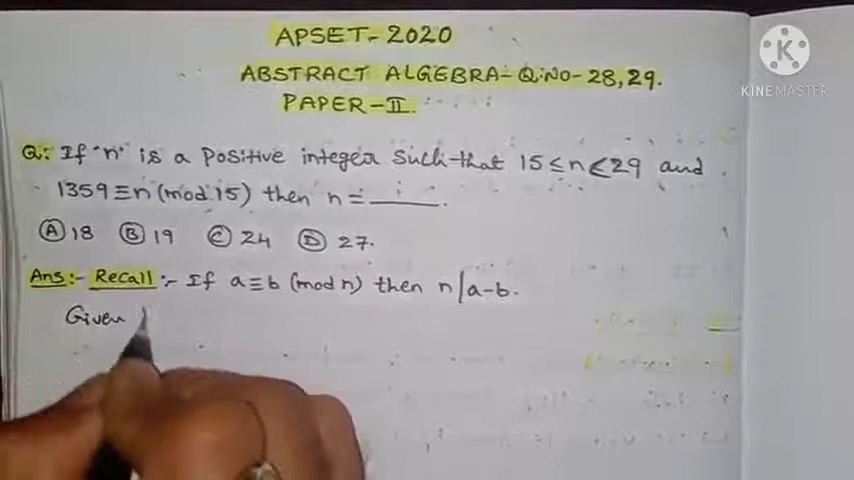 APSET-2020
ABSTRACT ALGEBRA- Q.NO-28,29.
PAPER-II.
KINEMASTER
Q: If "n" is a positive integer such that 15≤n<29 and
1359≡n(mod 15) then n=______.
(A) 18 (B) 19 (C) 24 (D) 27.
Ans:- Recall:- If a≡b (mod n) then n|a-b.
Given